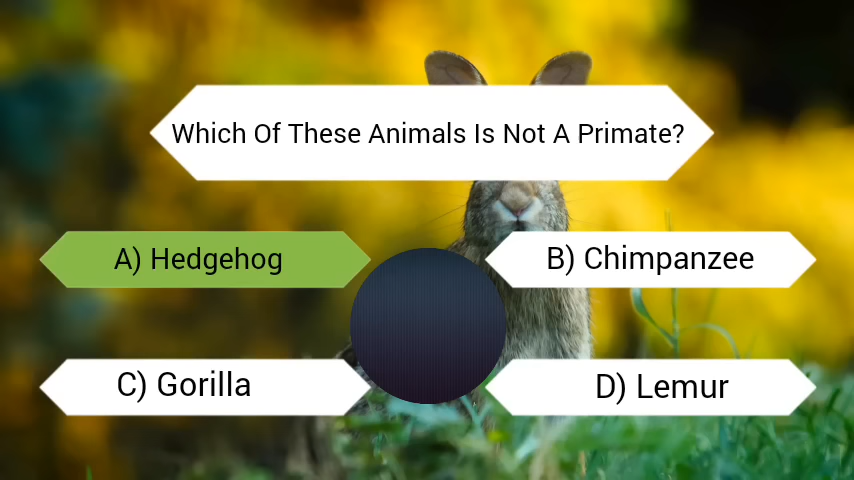 Which Of These Animals Is Not A Primate?
A) Hedgehog
B) Chimpanzee
C) Gorilla
D) Lemur